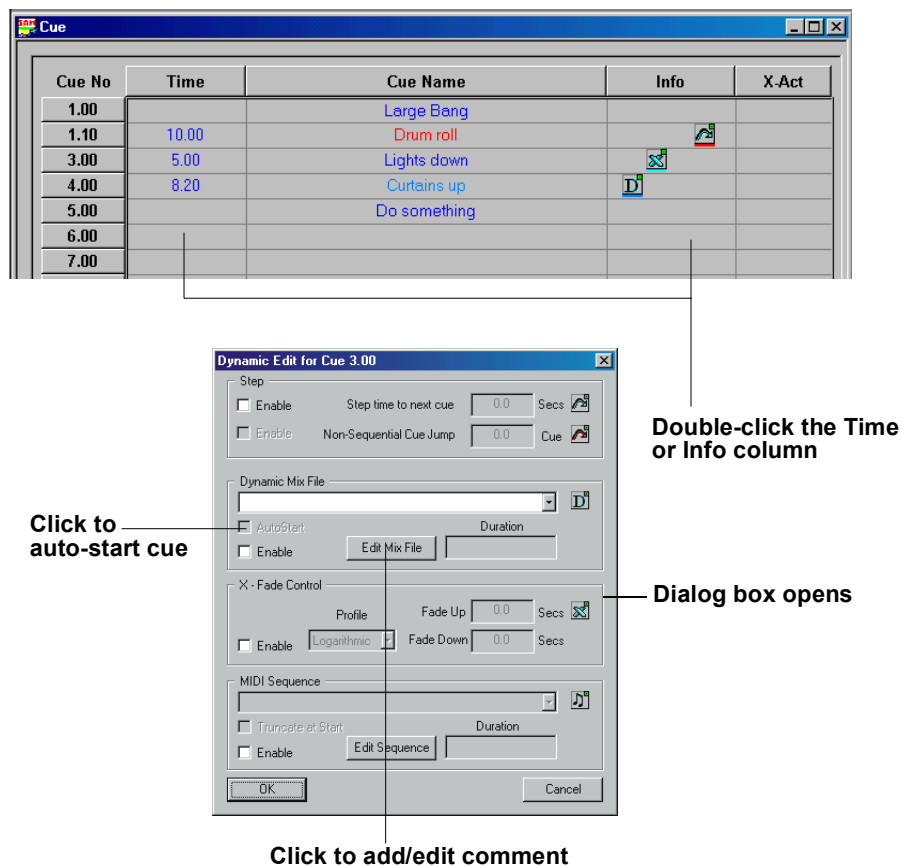 Cue
Cue No Time Cue Name Info X-Act
1.00 Large Bang
1.10 10.00 Drum roll
3.00 5.00 Lights down
4.00 8.20 Curtains up D
5.00 Do something
6.00
7.00
Double-click the Time
or Info column
Dynamic Edit for Cue 3.00
Step
Enable Step time to next cue 0.0 Secs
Enable Non-Sequential Cue Jump 0.0 Cue
Dynamic Mix File
D
AutoStart Duration
Enable Edit Mix File
Click to
auto-start cue
X - Fade Control
Profile Fade Up 0.0 Secs
Enable Logarithmic Fade Down 0.0 Secs
Dialog box opens
MIDI Sequence
Truncate at Start Duration
Enable Edit Sequence
OK Cancel
Click to add/edit comment